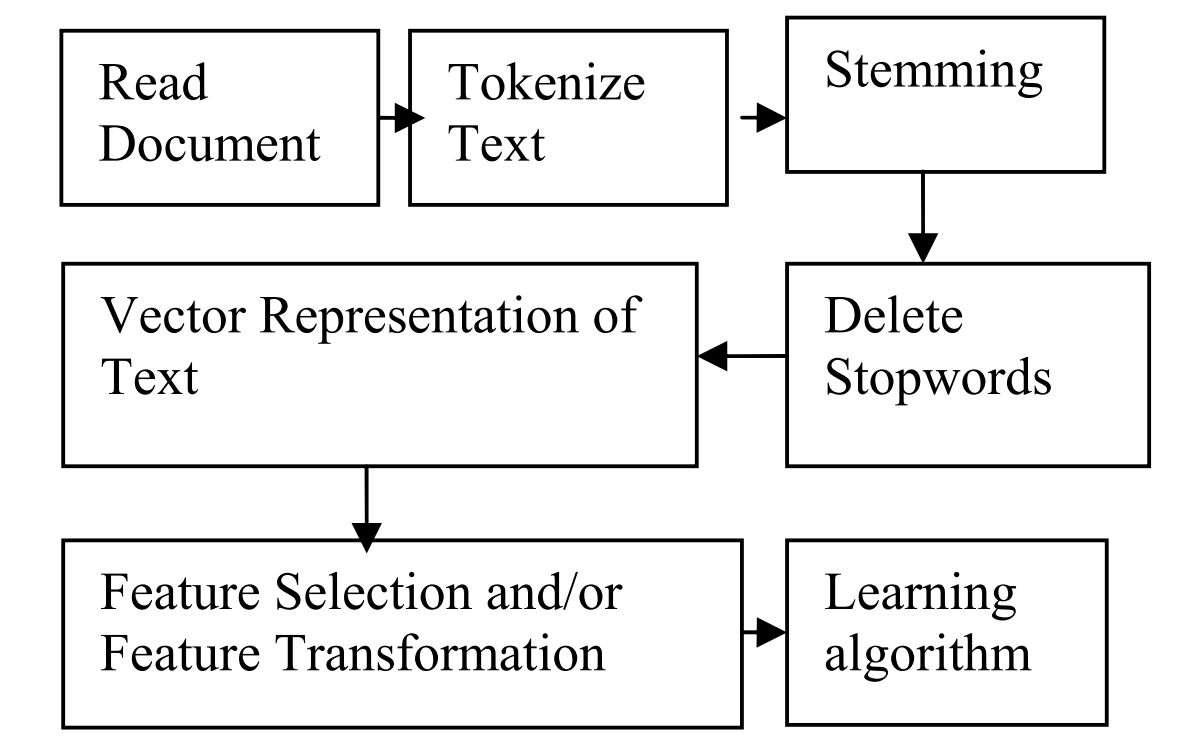 Read
Document
Tokenize
Text
Stemming
Delete
Stopwords
Vector Representation of
Text
Feature Selection and/or
Feature Transformation
Learning
algorithm